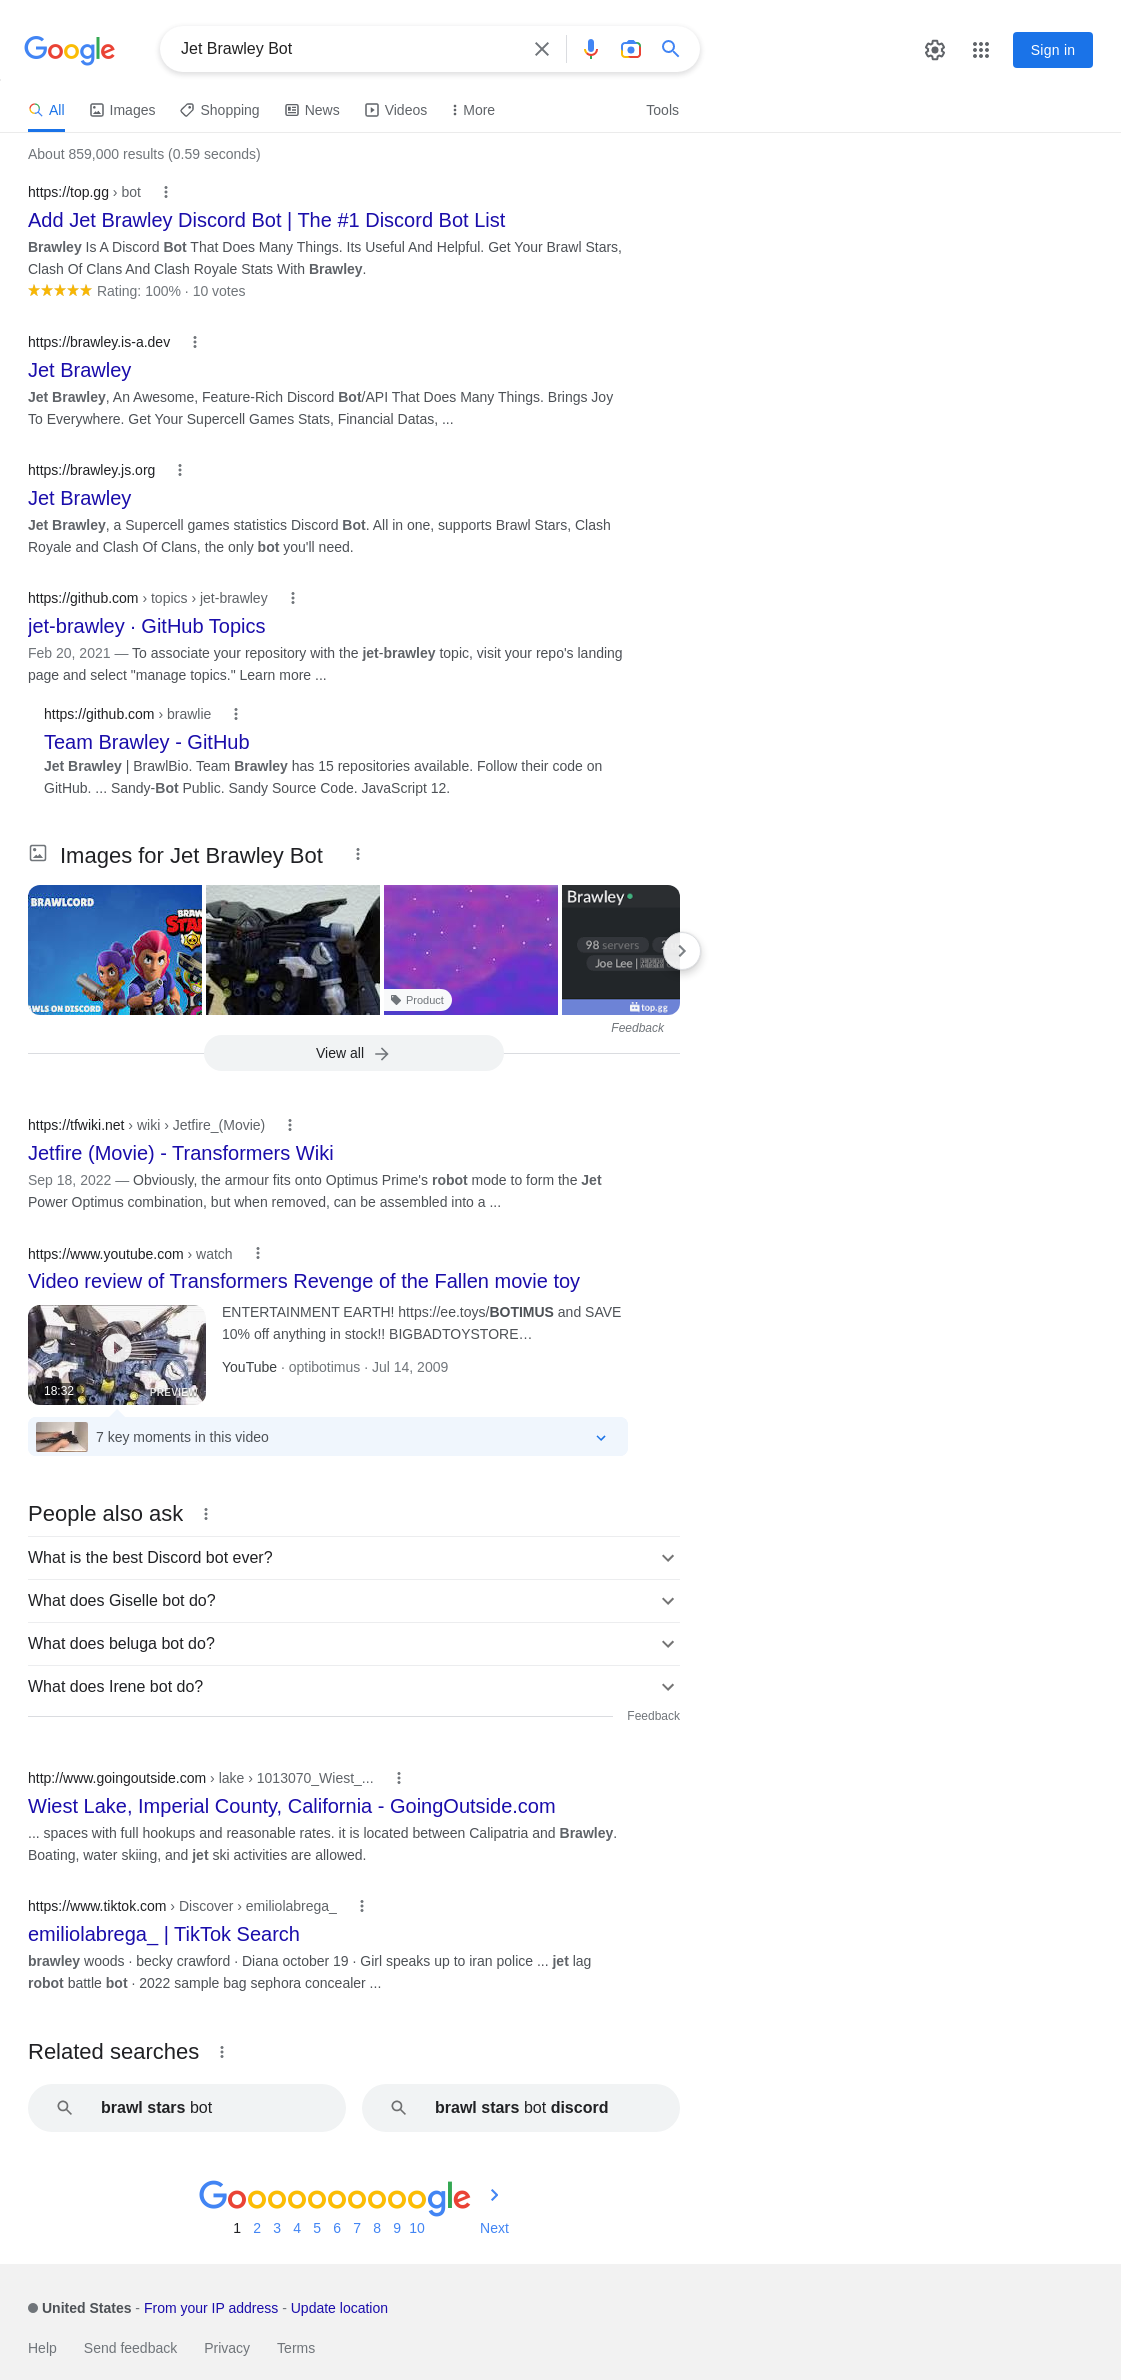 Google
Jet Brawley Bot
Sign in
All
Images
Shopping
News
Videos
More
Tools
About 859,000 results (0.59 seconds)
https://top.gg › bot
Add Jet Brawley Discord Bot | The #1 Discord Bot List
Brawley Is A Discord Bot That Does Many Things. Its Useful And Helpful. Get Your Brawl Stars,
Clash Of Clans And Clash Royale Stats With Brawley.
Rating: 100% · 10 votes
https://brawley.is-a.dev
Jet Brawley
Jet Brawley, An Awesome, Feature-Rich Discord Bot/API That Does Many Things. Brings Joy
To Everywhere. Get Your Supercell Games Stats, Financial Datas, ...
https://brawley.js.org
Jet Brawley
Jet Brawley, a Supercell games statistics Discord Bot. All in one, supports Brawl Stars, Clash
Royale and Clash Of Clans, the only bot you'll need.
https://github.com › topics › jet-brawley
jet-brawley · GitHub Topics
Feb 20, 2021 — To associate your repository with the jet-brawley topic, visit your repo's landing
page and select "manage topics." Learn more ...
https://github.com › brawlie
Team Brawley - GitHub
Jet Brawley | BrawlBio. Team Brawley has 15 repositories available. Follow their code on
GitHub. ... Sandy-Bot Public. Sandy Source Code. JavaScript 12.
Images for Jet Brawley Bot
BRAWLCORD
AWLS ON DISCORD
Product
Brawley
98 servers
Joe Lee |
top.gg
Feedback
View all
https://tfwiki.net › wiki › Jetfire_(Movie)
Jetfire (Movie) - Transformers Wiki
Sep 18, 2022 — Obviously, the armour fits onto Optimus Prime's robot mode to form the Jet
Power Optimus combination, but when removed, can be assembled into a ...
https://www.youtube.com › watch
Video review of Transformers Revenge of the Fallen movie toy
18:32
PREVIEW
ENTERTAINMENT EARTH! https://ee.toys/BOTIMUS and SAVE
10% off anything in stock!! BIGBADTOYSTORE…
YouTube · optibotimus · Jul 14, 2009
7 key moments in this video
People also ask
What is the best Discord bot ever?
What does Giselle bot do?
What does beluga bot do?
What does Irene bot do?
Feedback
http://www.goingoutside.com › lake › 1013070_Wiest_...
Wiest Lake, Imperial County, California - GoingOutside.com
... spaces with full hookups and reasonable rates. it is located between Calipatria and Brawley.
Boating, water skiing, and jet ski activities are allowed.
https://www.tiktok.com › Discover › emiliolabrega_
emiliolabrega_ | TikTok Search
brawley woods · becky crawford · Diana october 19 · Girl speaks up to iran police ... jet lag
robot battle bot · 2022 sample bag sephora concealer ...
Related searches
brawl stars bot
brawl stars bot discord
Goooooooooogle
1 2 3 4 5 6 7 8 9 10 Next
United States - From your IP address - Update location
Help Send feedback Privacy Terms